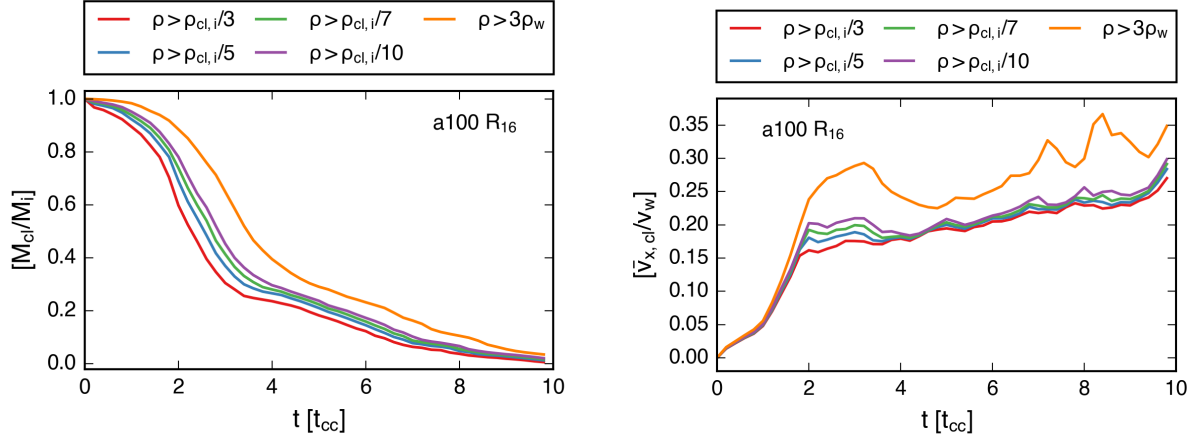 ρ > ρcl, i/3 ρ > ρcl, i/7 ρ > 3ρw
ρ > ρcl, i/5 ρ > ρcl, i/10
1.0
0.8
0.6
0.4
0.2
0.0
[Mcl/Mi]
a100 R16
0 2 4 6 8 10
t [tcc]
ρ > ρcl, i/3 ρ > ρcl, i/7 ρ > 3ρw
ρ > ρcl, i/5 ρ > ρcl, i/10
0.35
0.30
0.25
0.20
0.15
0.10
0.05
0.00
[v̄x, cl/vw]
a100 R16
0 2 4 6 8 10
t [tcc]